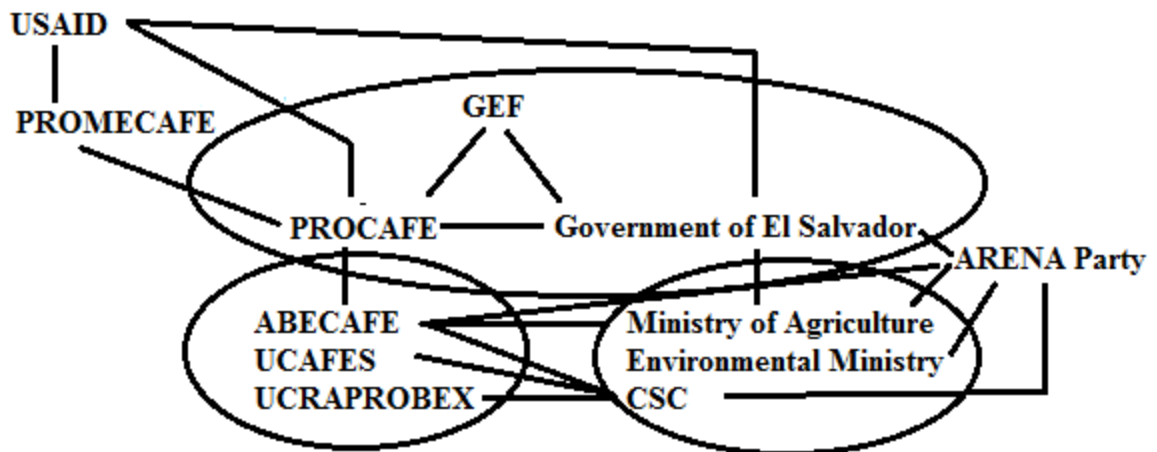 USAID
GEF
PROMECAFE
PROCAFE
Government of El Salvador
ARENA Party
ABECAFE
Ministry of Agriculture
UCAFES
Environmental Ministry
UCRAPROBEX
CSC